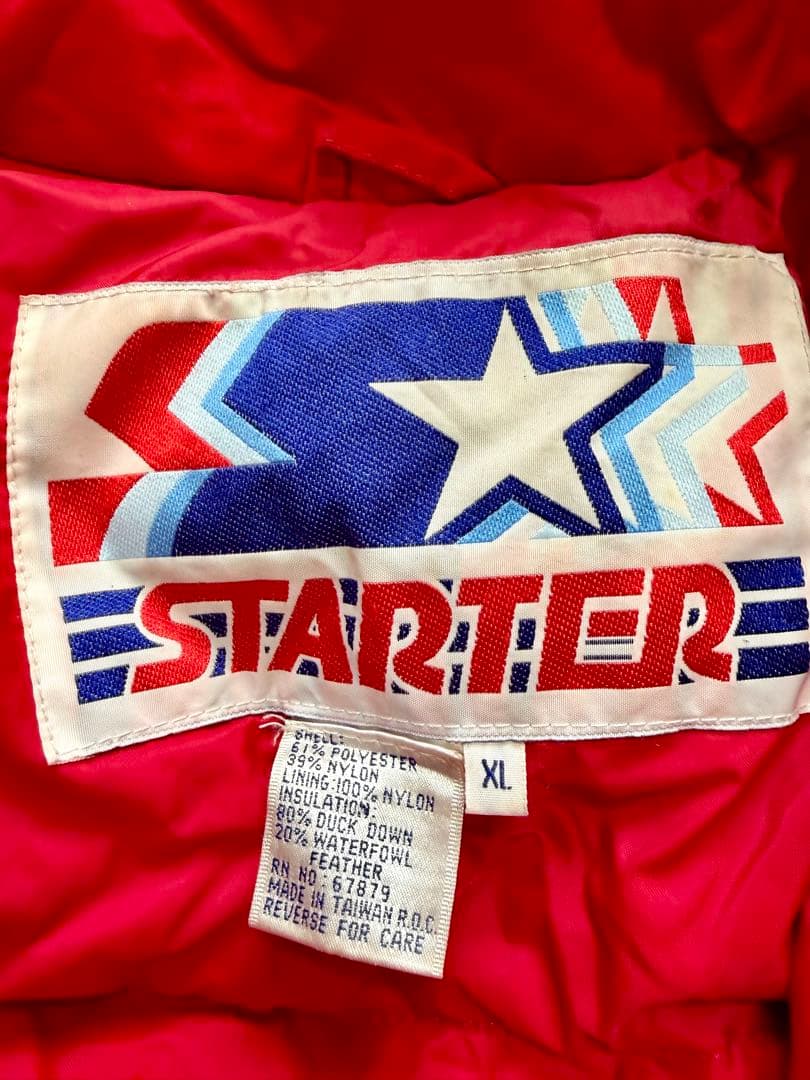 STARTER
XL
SHELL:
61% POLYESTER
39% NYLON
LINING:100% NYLON
INSULATION:
80% DUCK DOWN
20% WATERFOWL
FEATHER
RN NO: 67879
MADE IN TAIWAN R.O.C.
REVERSE FOR CARE